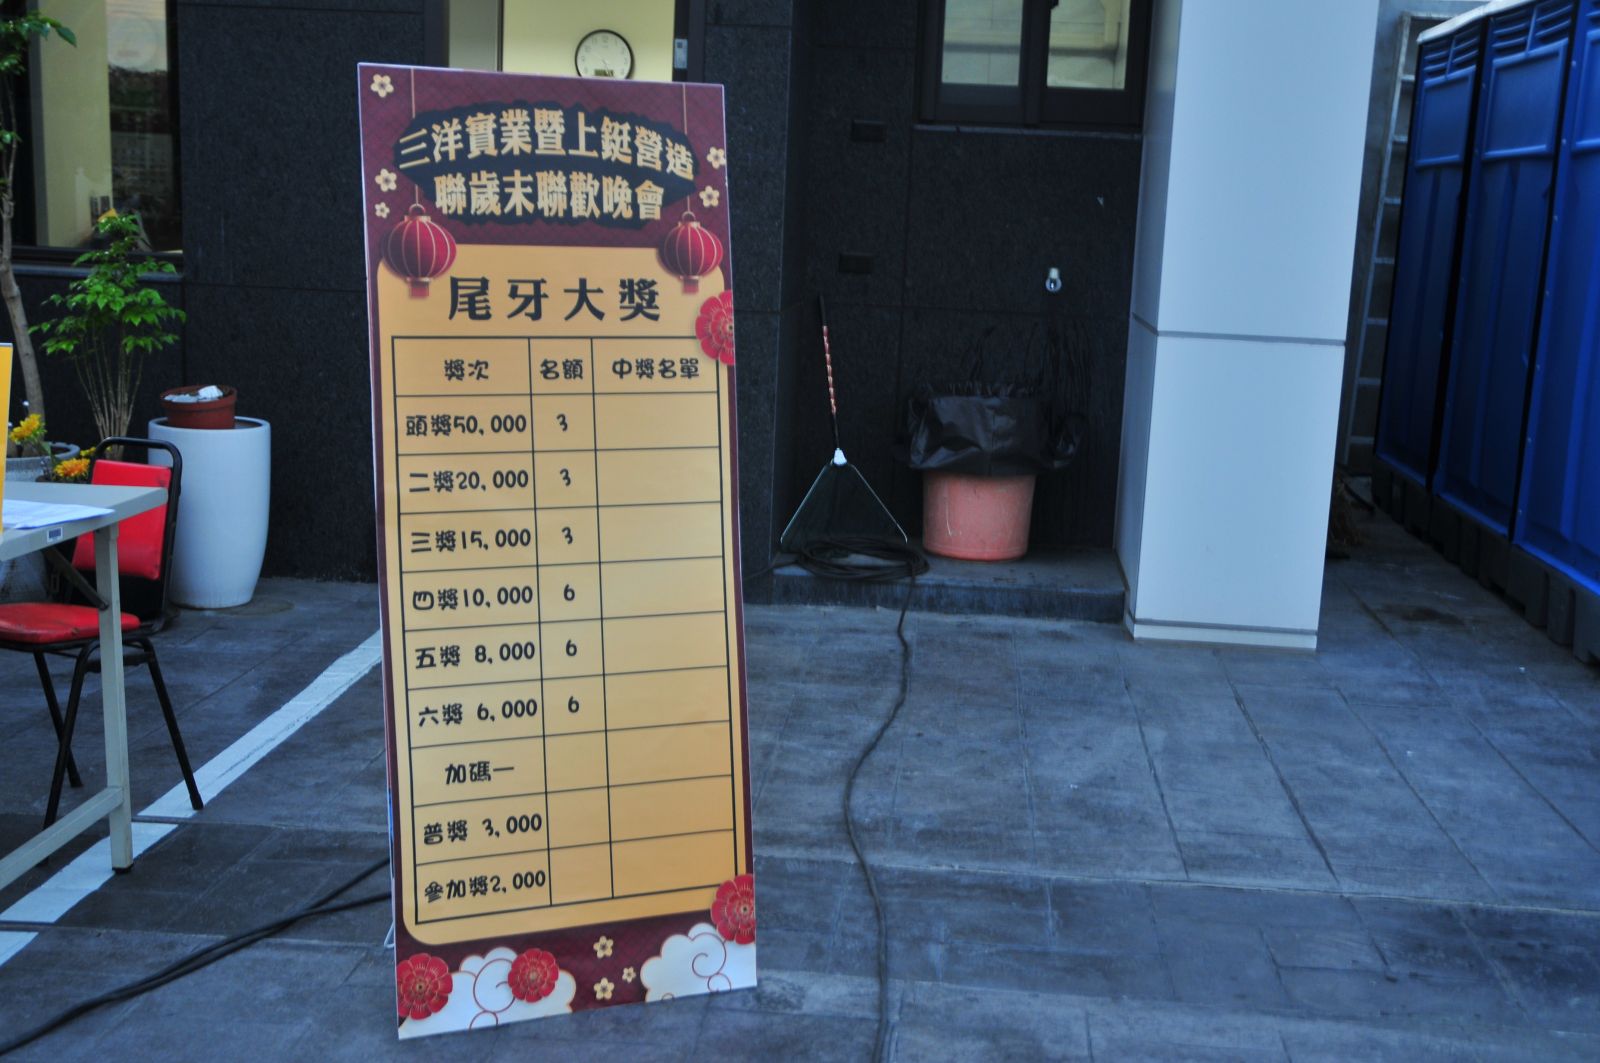 三洋實業暨上鋌營造
聯歲末聯歡晚會
尾牙大獎
獎次 名額 中獎名單
頭獎50,000 3
二獎20,000 3
三獎15,000 3
四獎10,000 6
五獎 8,000 6
六獎 6,000 6
加碼一
普獎 3,000
參加獎2,000